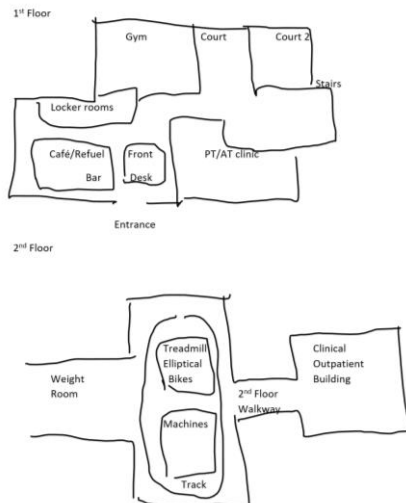 1st Floor
Gym
Court
Court 2
Stairs
Locker rooms
Café/Refuel
Bar
Front
Desk
PT/AT clinic
Entrance
2nd Floor
Treadmill
Elliptical
Bikes
Clinical
Outpatient
Building
Weight
Room
2nd Floor
Walkway
Machines
Track